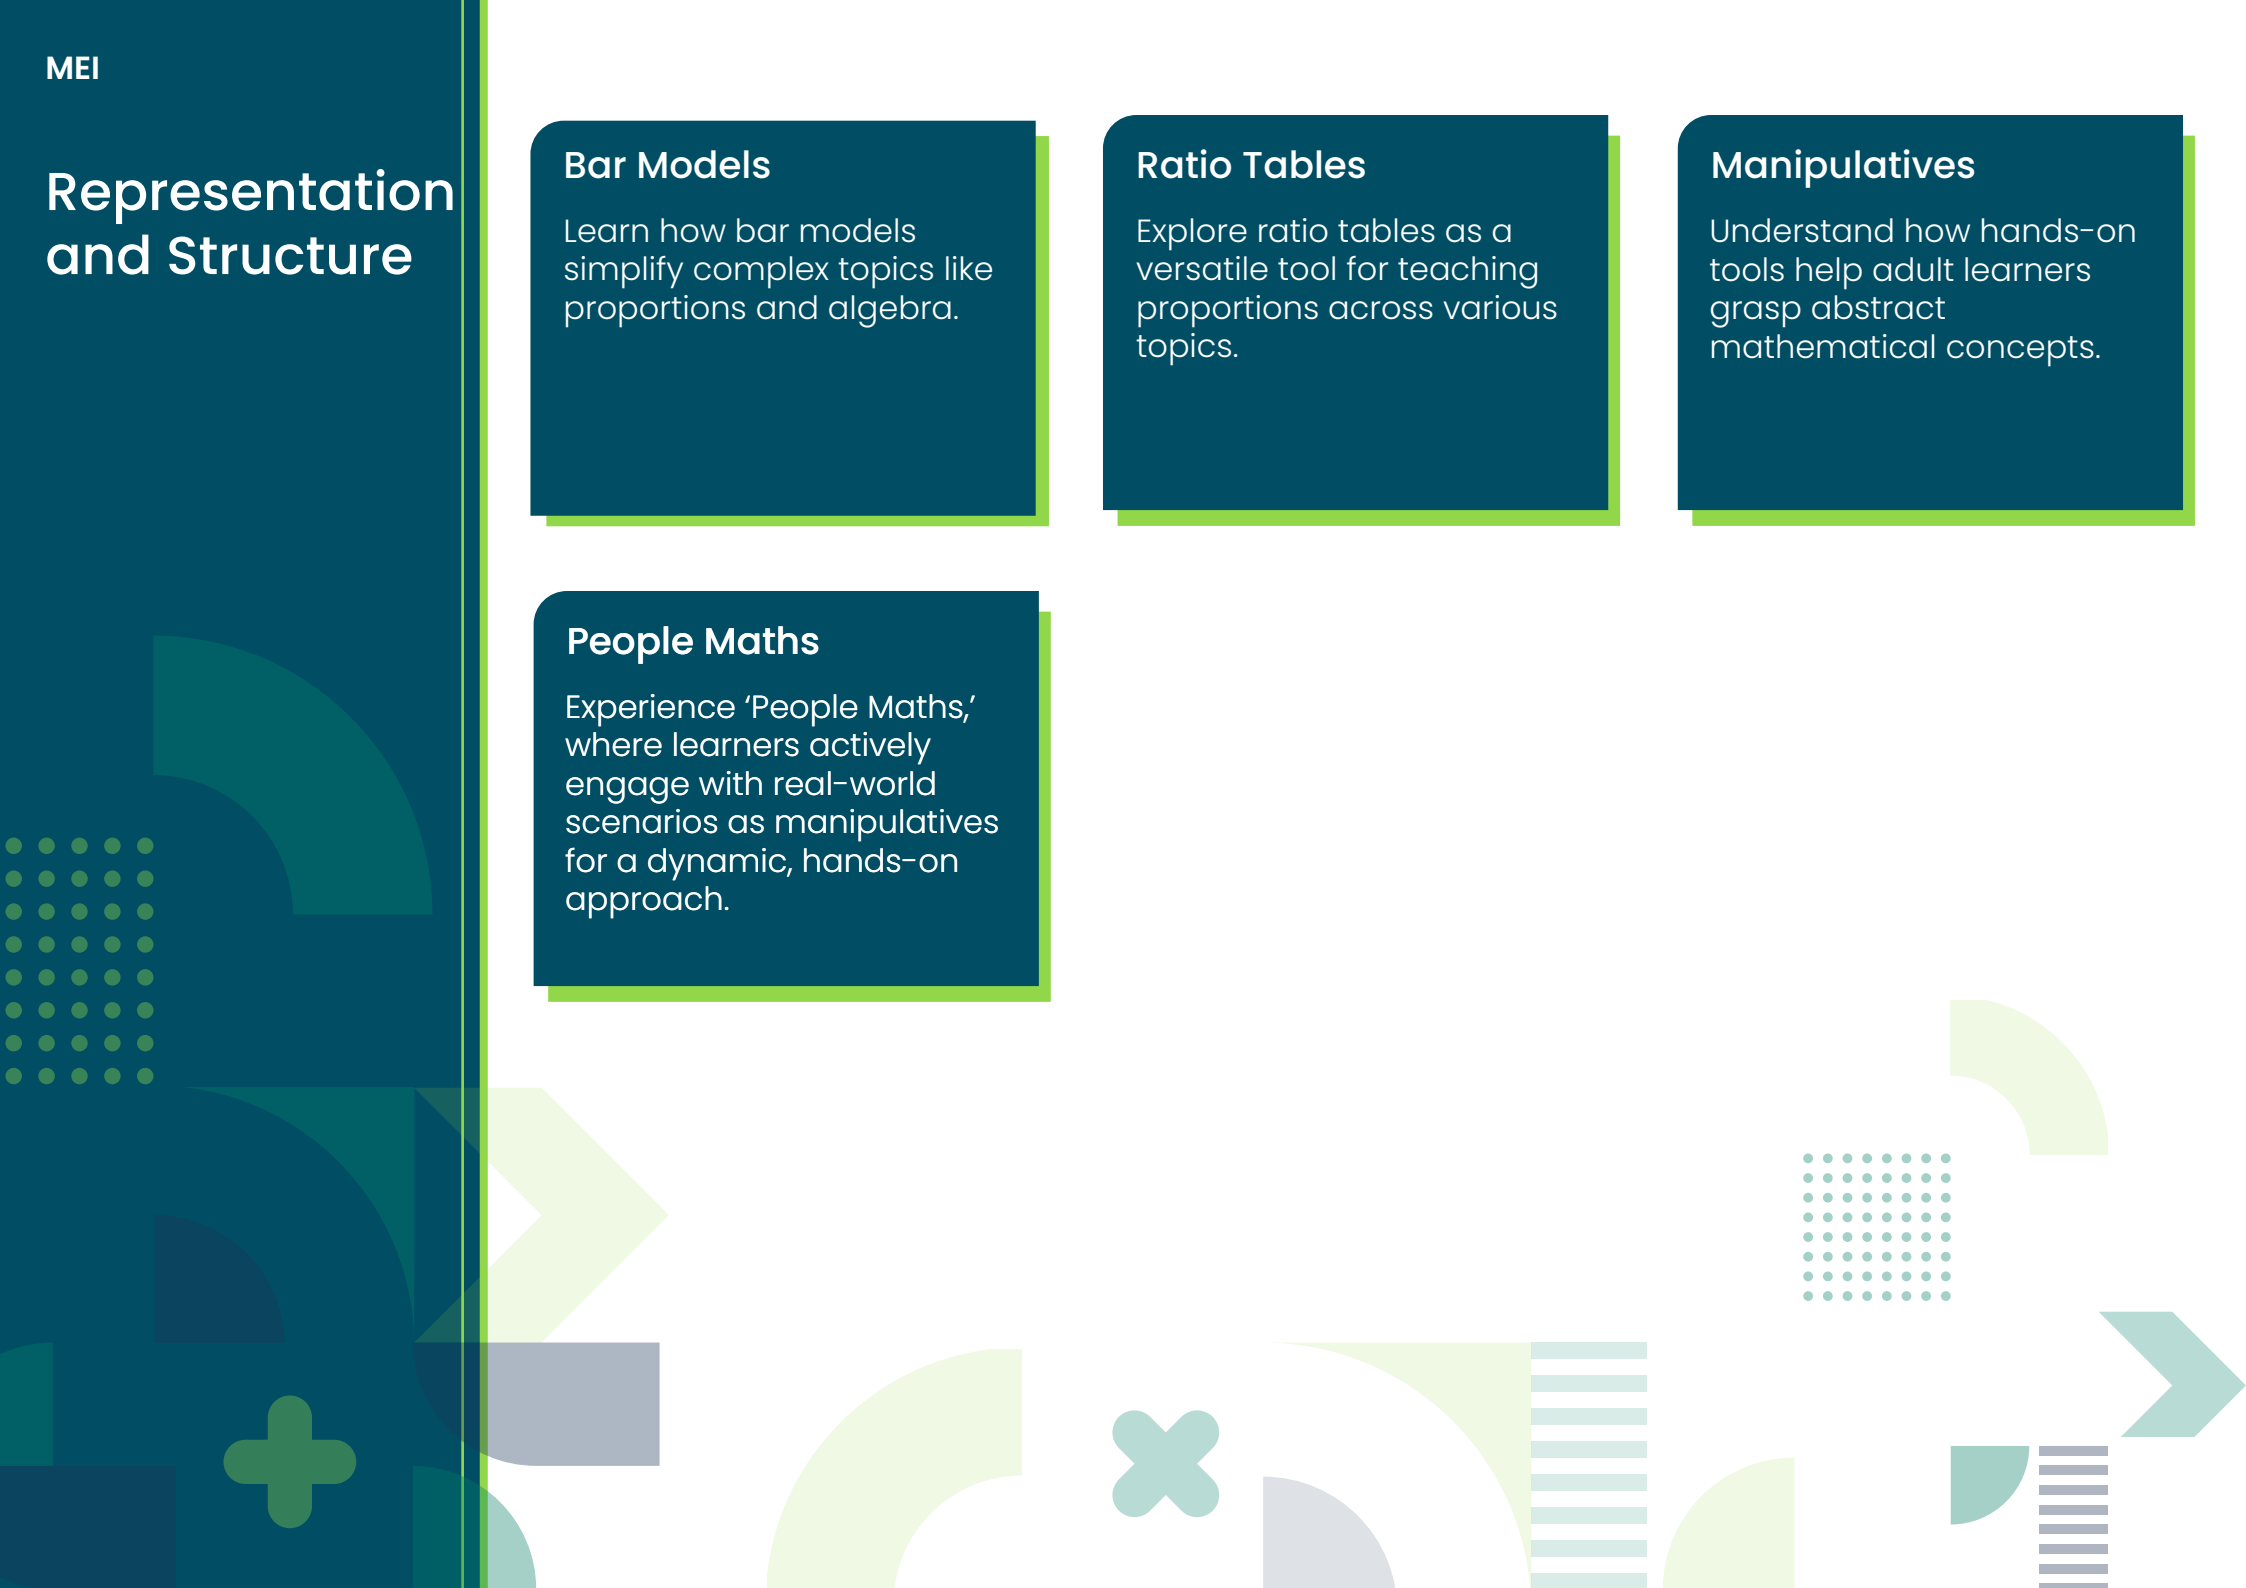 MEI
Representation
and Structure
Bar Models
Learn how bar models
simplify complex topics like
proportions and algebra.
Ratio Tables
Explore ratio tables as a
versatile tool for teaching
proportions across various
topics.
Manipulatives
Understand how hands-on
tools help adult learners
grasp abstract
mathematical concepts.
People Maths
Experience ‘People Maths,’
where learners actively
engage with real-world
scenarios as manipulatives
for a dynamic, hands-on
approach.